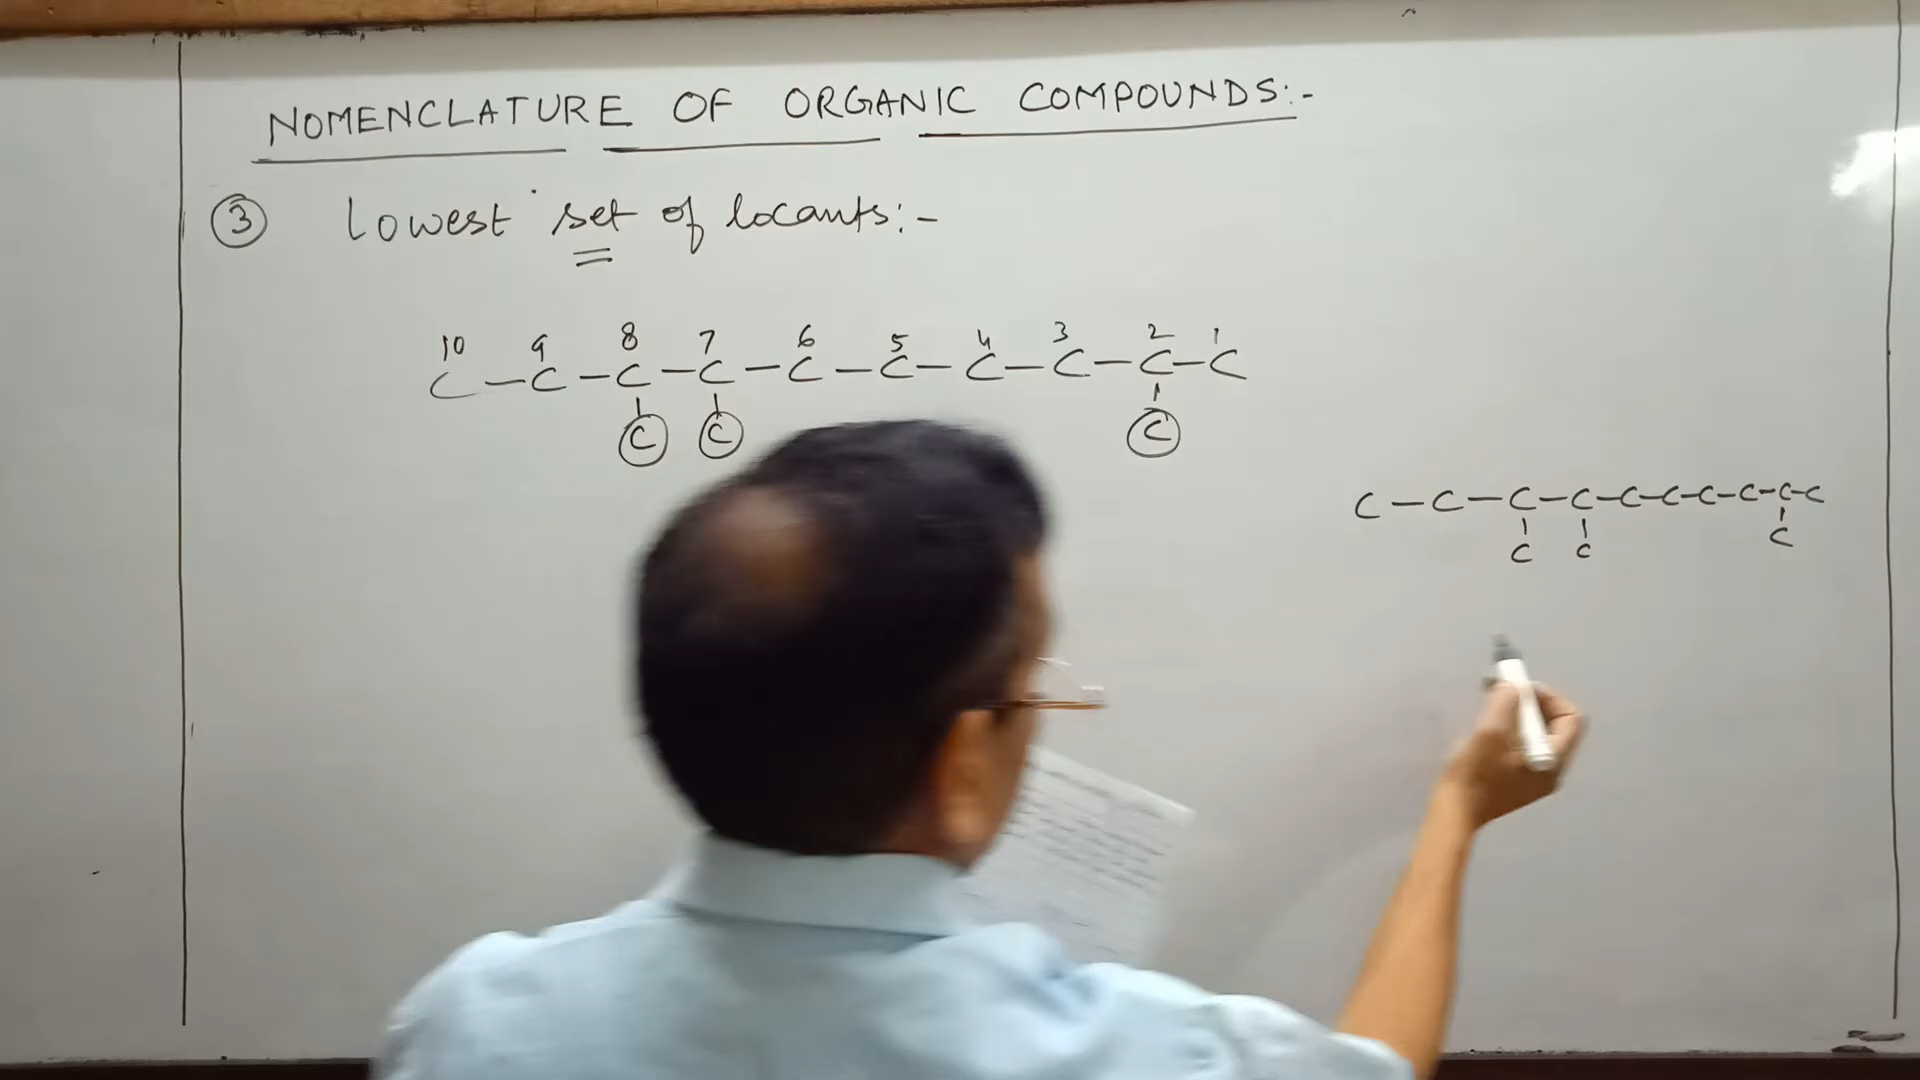 NOMENCLATURE OF ORGANIC COMPOUNDS:-
③ Lowest set of locants:-
10 9 8 7 6 5 4 3 2 1
C—C—C—C—C—C—C—C—C—C
C C C
C—C—C—C—C—C—C—C—C—C
C C C